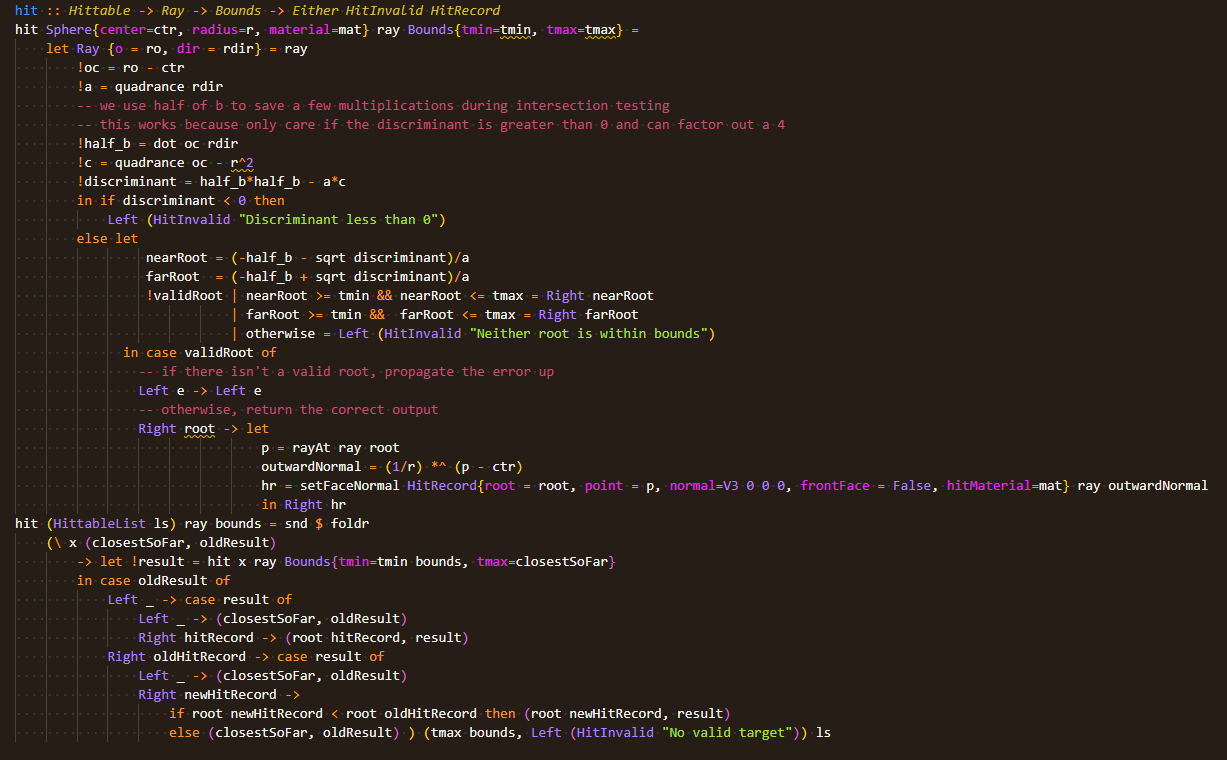 hit :: Hittable -> Ray -> Bounds -> Either HitInvalid HitRecord
hit Sphere{center=ctr, radius=r, material=mat} ray Bounds{tmin=tmin, tmax=tmax} =
    let Ray {o = ro, dir = rdir} = ray
        !oc = ro - ctr
        !a = quadrance rdir
        -- we use half of b to save a few multiplications during intersection testing
        -- this works because only care if the discriminant is greater than 0 and can factor out a 4
        !half_b = dot oc rdir
        !c = quadrance oc - r^2
        !discriminant = half_b*half_b - a*c
        in if discriminant < 0 then
            Left (HitInvalid "Discriminant less than 0")
        else let
                 nearRoot = (-half_b - sqrt discriminant)/a
                 farRoot  = (-half_b + sqrt discriminant)/a
                 !validRoot | nearRoot >= tmin && nearRoot <= tmax = Right nearRoot
                            | farRoot >= tmin &&  farRoot <= tmax = Right farRoot
                            | otherwise = Left (HitInvalid "Neither root is within bounds")
              in case validRoot of
                -- if there isn't a valid root, propagate the error up
                Left e -> Left e
                -- otherwise, return the correct output
                Right root -> let
                                p = rayAt ray root
                                outwardNormal = (1/r) *^ (p - ctr)
                                hr = setFaceNormal HitRecord{root = root, point = p, normal=V3 0 0 0, frontFace = False, hitMaterial=mat} ray outwardNormal
                                in Right hr
hit (HittableList ls) ray bounds = snd $ foldr
    (\ x (closestSoFar, oldResult)
        -> let !result = hit x ray Bounds{tmin=tmin bounds, tmax=closestSoFar}
        in case oldResult of
            Left _ -> case result of
                Left _ -> (closestSoFar, oldResult)
                Right hitRecord -> (root hitRecord, result)
            Right oldHitRecord -> case result of
                Left _ -> (closestSoFar, oldResult)
                Right newHitRecord ->
                    if root newHitRecord < root oldHitRecord then (root newHitRecord, result)
                    else (closestSoFar, oldResult) ) (tmax bounds, Left (HitInvalid "No valid target")) ls